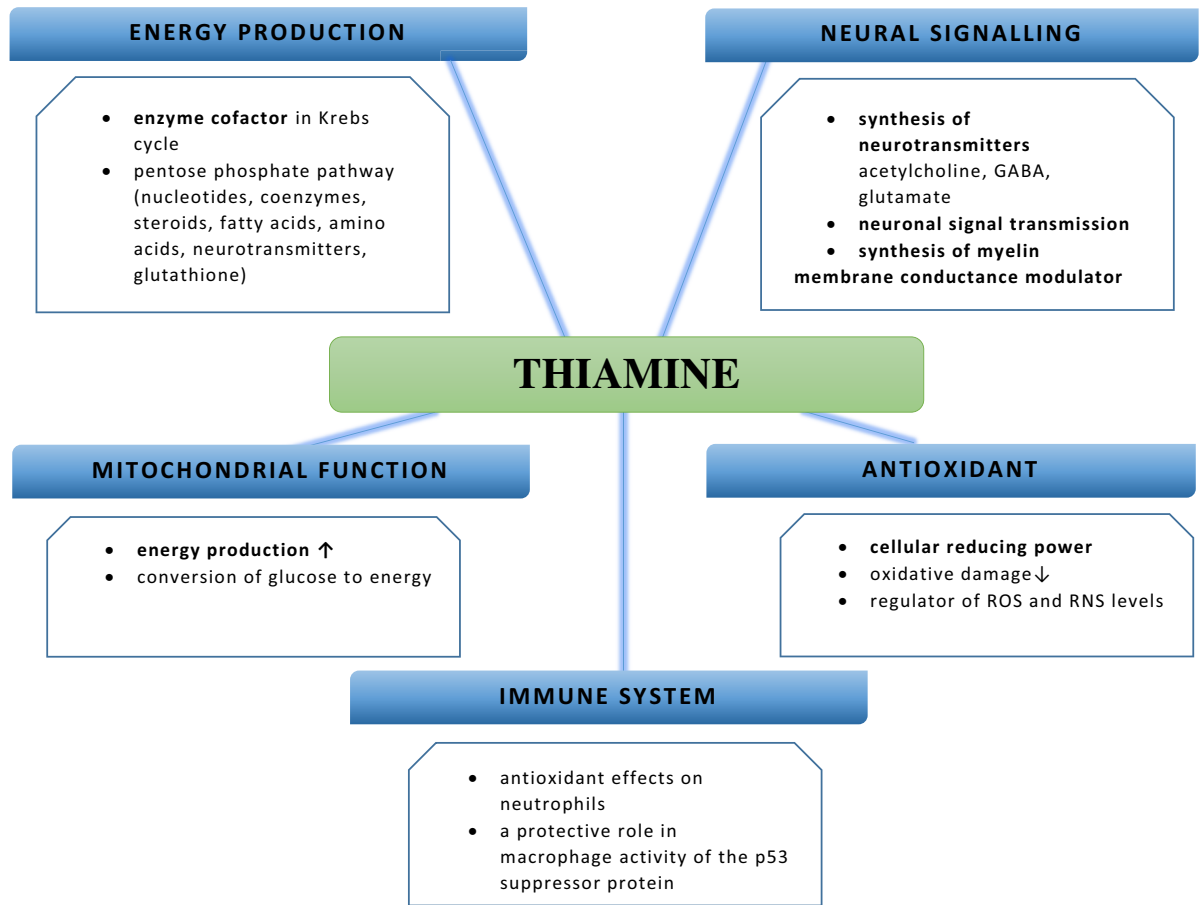 ENERGY PRODUCTION
• enzyme cofactor in Krebs
cycle
• pentose phosphate pathway
(nucleotides, coenzymes,
steroids, fatty acids, amino
acids, neurotransmitters,
glutathione)
NEURAL SIGNALLING
• synthesis of
neurotransmitters
acetylcholine, GABA,
glutamate
• neuronal signal transmission
• synthesis of myelin
membrane conductance modulator
THIAMINE
MITOCHONDRIAL FUNCTION
• energy production ↑
• conversion of glucose to energy
ANTIOXIDANT
• cellular reducing power
• oxidative damage↓
• regulator of ROS and RNS levels
IMMUNE SYSTEM
• antioxidant effects on
neutrophils
• a protective role in
macrophage activity of the p53
suppressor protein